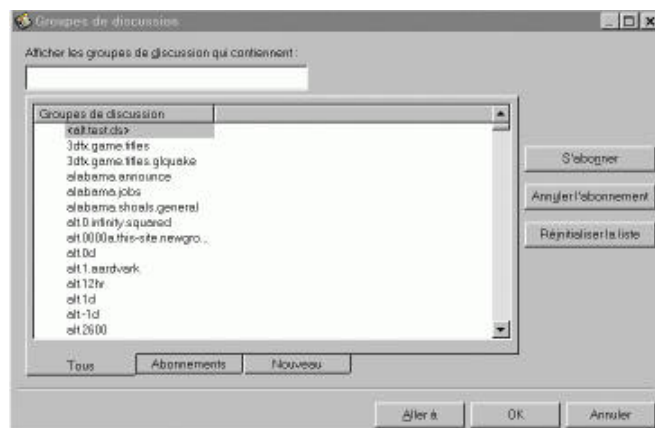 Groupes de discussion
Afficher les groupes de discussion qui contiennent :
Groupes de discussion
<alt.test.ds>
3dfx.game.titles
3dfx.game.titles.glquake
alabama.announce
alabama.jobs
alabama.shoals.general
alt.0.infinity.squared
alt.0000a.this-site.newgro...
alt.0d
alt.1.aardvark
alt.12hr
alt.1d
alt.-1d
alt.2600
S'abonner
Annuler l'abonnement
Réinitialiser la liste
Tous
Abonnements
Nouveau
Aller à
OK
Annuler